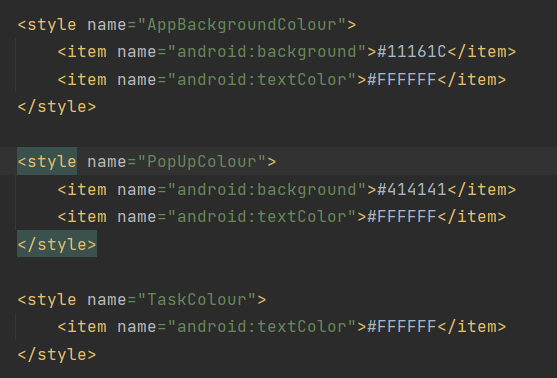 <style name="AppBackgroundColour">
<item name="android:background">#11161C</item>
<item name="android:textColor">#FFFFFF</item>
</style>
<style name="PopUpColour">
<item name="android:background">#414141</item>
<item name="android:textColor">#FFFFFF</item>
</style>
<style name="TaskColour">
<item name="android:textColor">#FFFFFF</item>
</style>